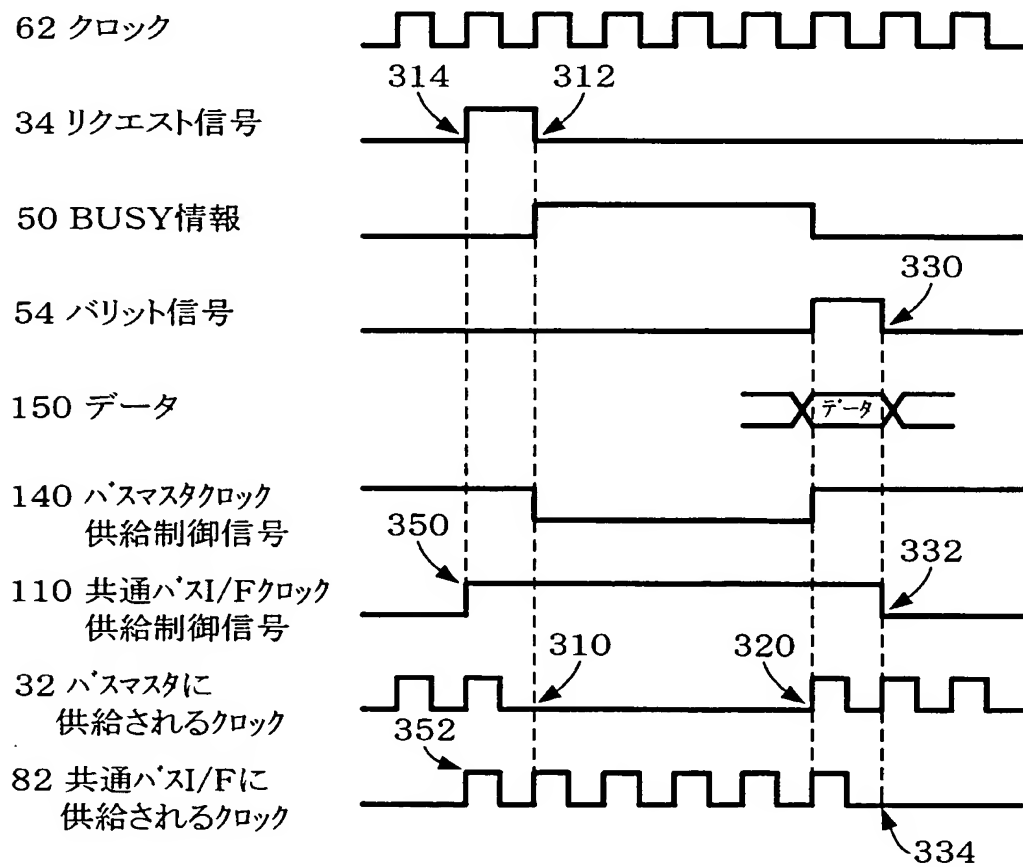 62 クロック
314
312
34 リクエスト信号
50 BUSY情報
330
54 バリット信号
150 データ
データ
140 バスマスタクロック
供給制御信号
350
332
110 共通バスI/Fクロック
供給制御信号
310
320
32 バスマスタに
供給されるクロック
352
82 共通バスI/Fに
供給されるクロック
334